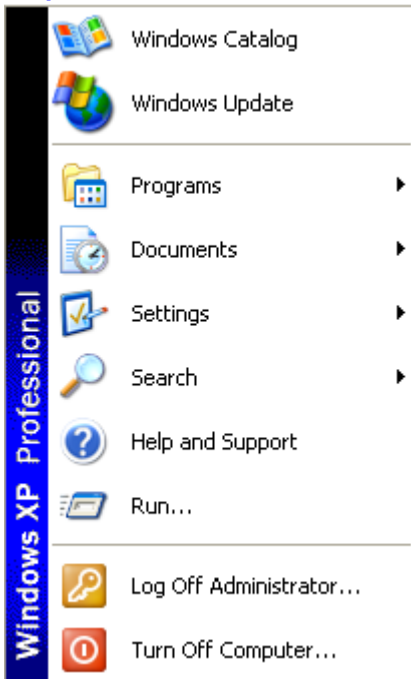 Windows Catalog
Windows Update
Programs
Documents
Settings
Search
Help and Support
Run...
Log Off Administrator...
Turn Off Computer...
Windows XP Professional